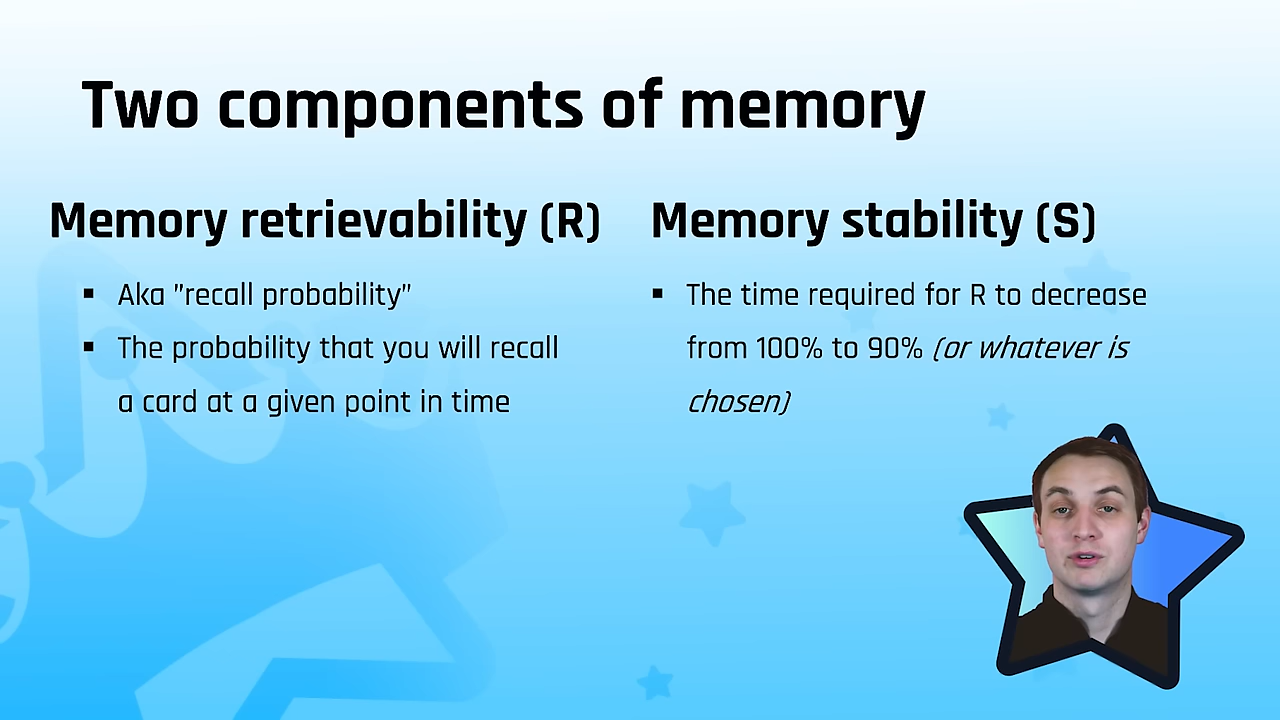 Two components of memory
Memory retrievability (R)
▪ Aka "recall probability"
▪ The probability that you will recall
a card at a given point in time
Memory stability (S)
▪ The time required for R to decrease
from 100% to 90% (or whatever is
chosen)